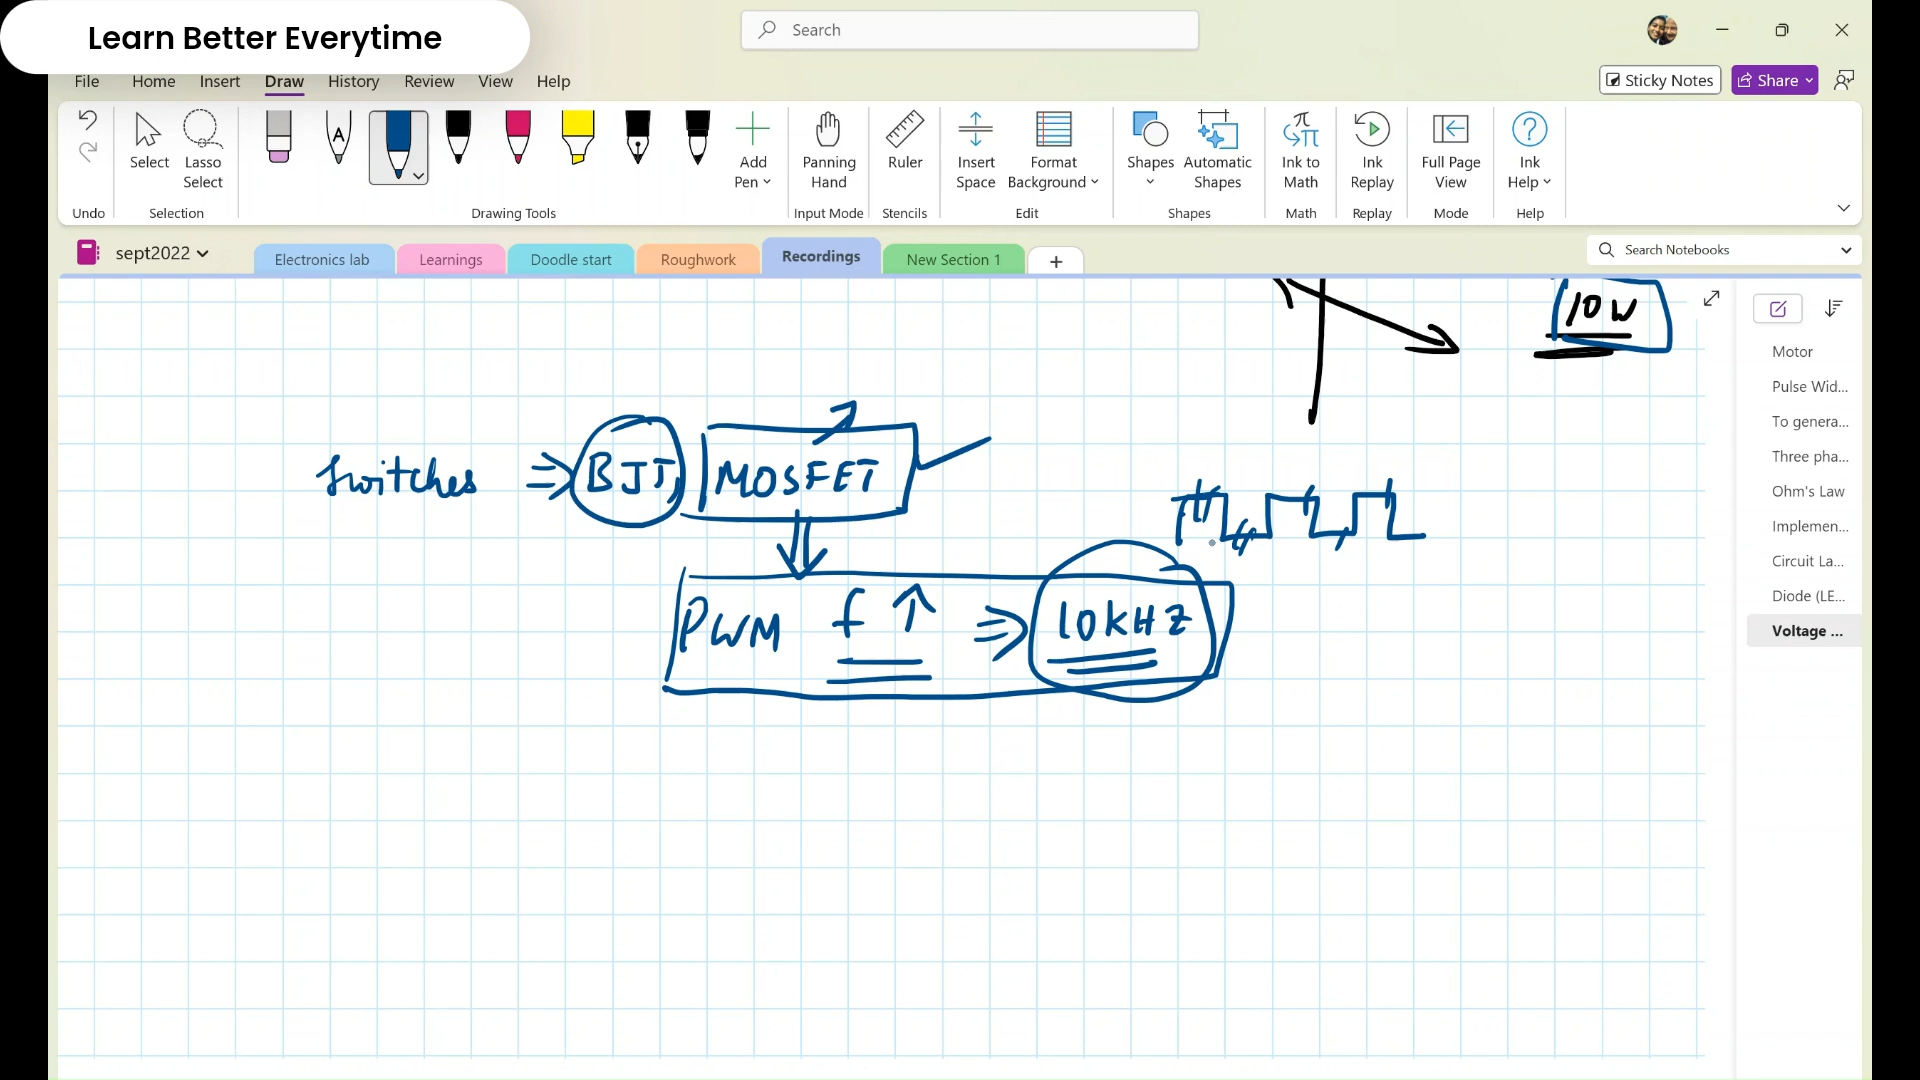 Learn Better Everytime
Search
File Home Insert Draw History Review View Help
Sticky Notes Share
A
Select Lasso Select Add Pen Panning Hand Ruler Insert Space Format Background Shapes Automatic Shapes Ink to Math Ink Replay Full Page View Ink Help
Undo Selection Drawing Tools Input Mode Stencils Edit Shapes Math Replay Mode Help
sept2022 Electronics lab Learnings Doodle start Roughwork Recordings New Section 1 + Search Notebooks
10 W
Switches ⇒ BJT, MOSFET
PWM f ↑ ⇒ 10KHZ
Motor
Pulse Wid...
To genera...
Three pha...
Ohm's Law
Implemen...
Circuit La...
Diode (LE...
Voltage ...